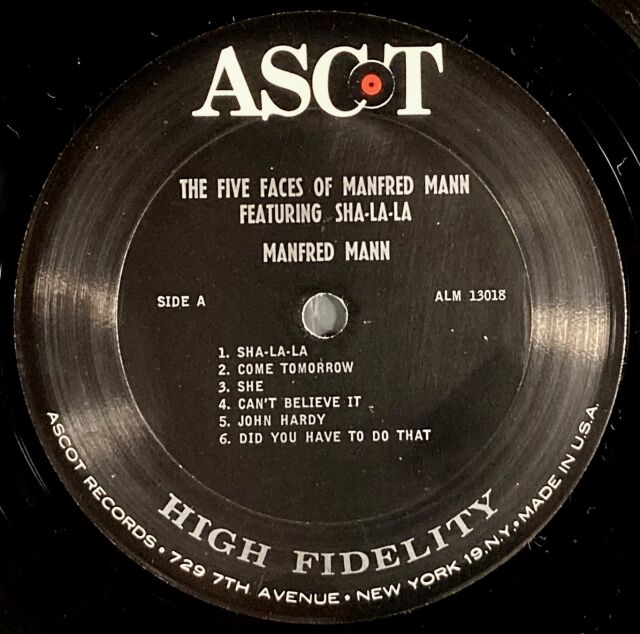 ASCOT
THE FIVE FACES OF MANFRED MANN
FEATURING SHA-LA-LA
MANFRED MANN
SIDE A
ALM 13018
1. SHA-LA-LA
2. COME TOMORROW
3. SHE
4. CAN'T BELIEVE IT
5. JOHN HARDY
6. DID YOU HAVE TO DO THAT
HIGH FIDELITY
ASCOT RECORDS • 729 7TH AVENUE • NEW YORK 19, N.Y. • MADE IN U.S.A.